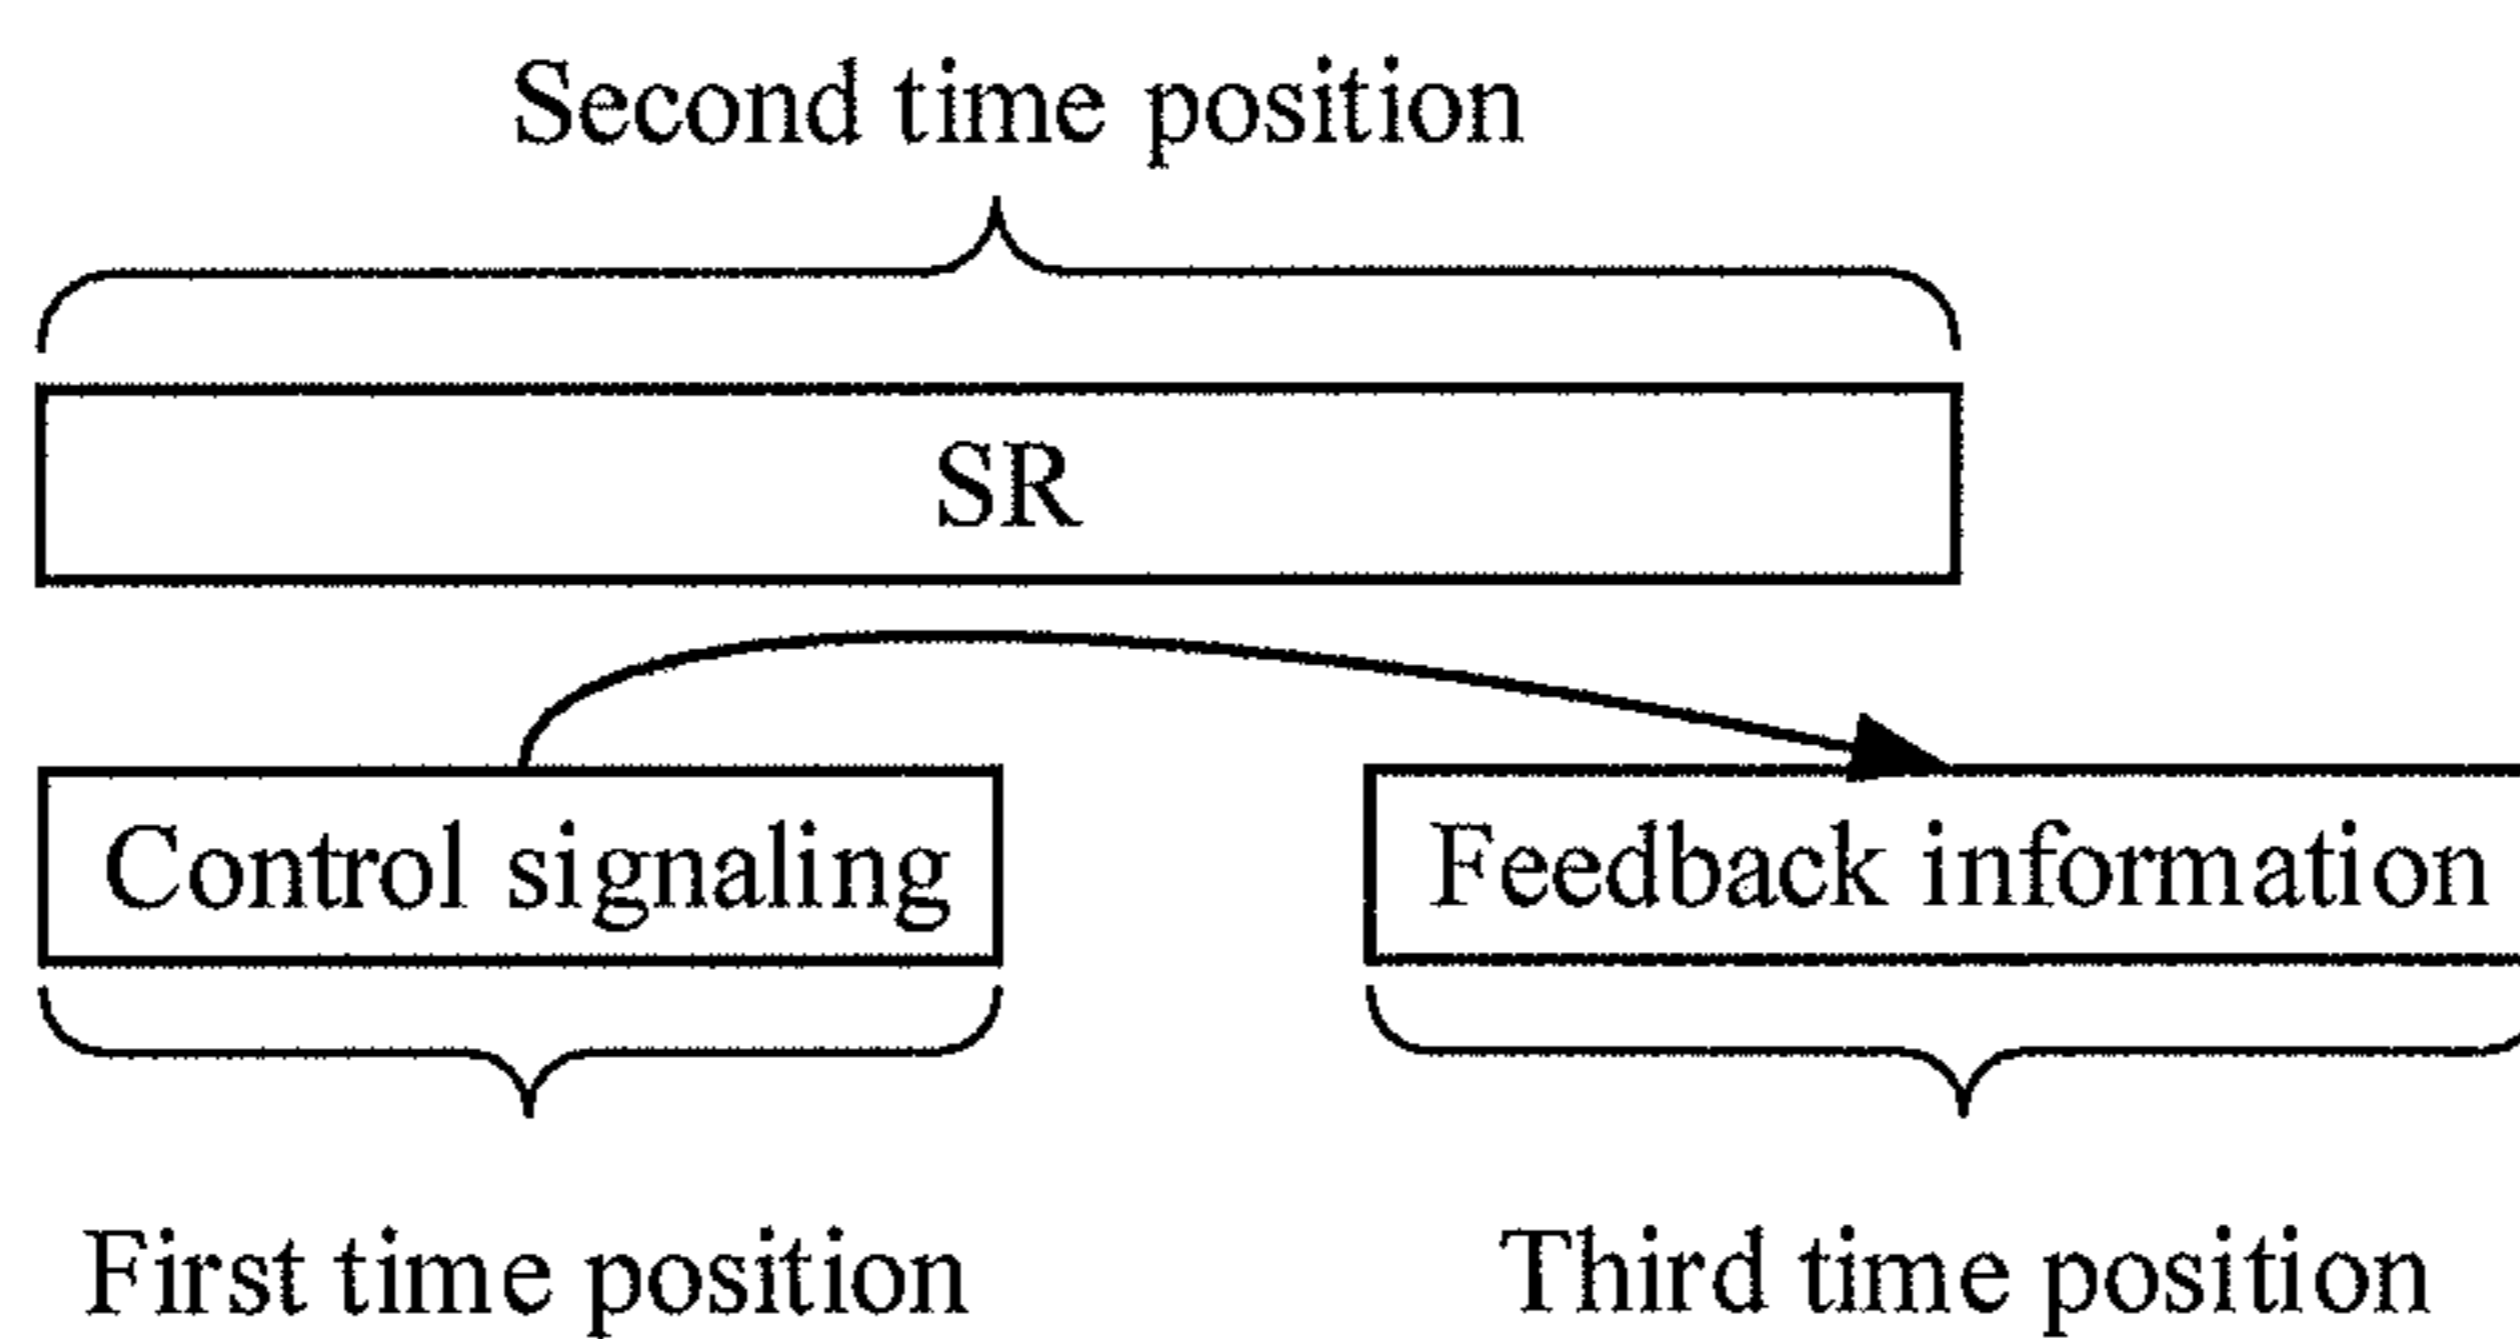 Second time position
SR
Control signaling
Feedback information
First time position
Third time position